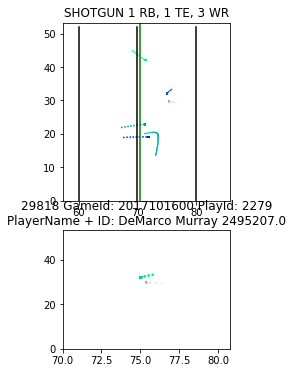 SHOTGUN 1 RB, 1 TE, 3 WR
50
40
30
20
10
0
60 70 80
29818 GameId: 2017101600 PlayId: 2279
PlayerName + ID: DeMarco Murray 2495207.0
40
20
0
70.0 72.5 75.0 77.5 80.0